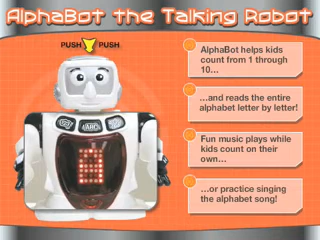 AlphaBot the Talking Robot
PUSH PUSH
AlphaBot helps kids
count from 1 through
10...
...and reads the entire
alphabet letter by letter!
Fun music plays while
kids count on their
own...
...or practice singing
the alphabet song!
ABC